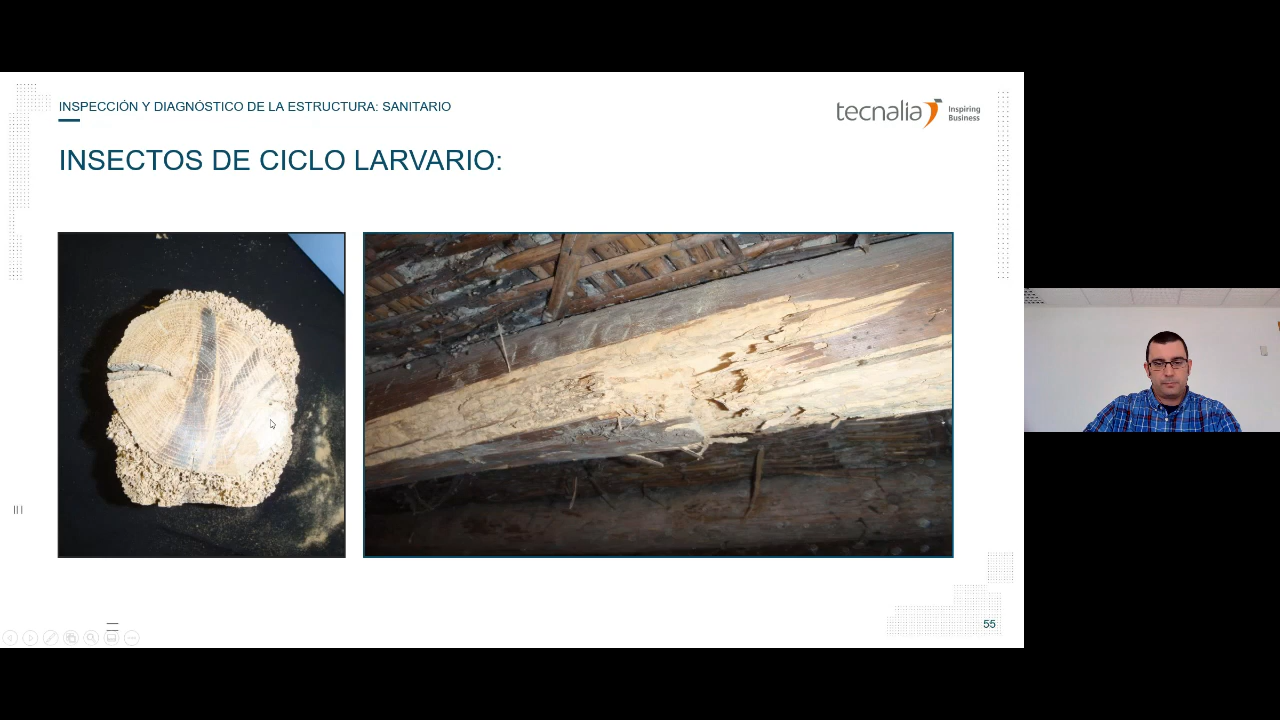 INSPECCIÓN Y DIAGNÓSTICO DE LA ESTRUCTURA: SANITARIO
tecnalia Inspiring
Business
INSECTOS DE CICLO LARVARIO:
55